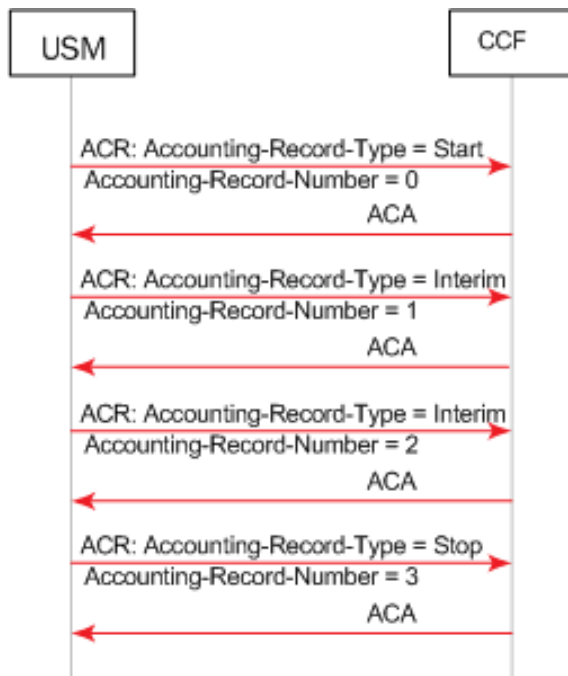 USM
CCF
ACR: Accounting-Record-Type = Start
Accounting-Record-Number = 0
ACA
ACR: Accounting-Record-Type = Interim
Accounting-Record-Number = 1
ACA
ACR: Accounting-Record-Type = Interim
Accounting-Record-Number = 2
ACA
ACR: Accounting-Record-Type = Stop
Accounting-Record-Number = 3
ACA